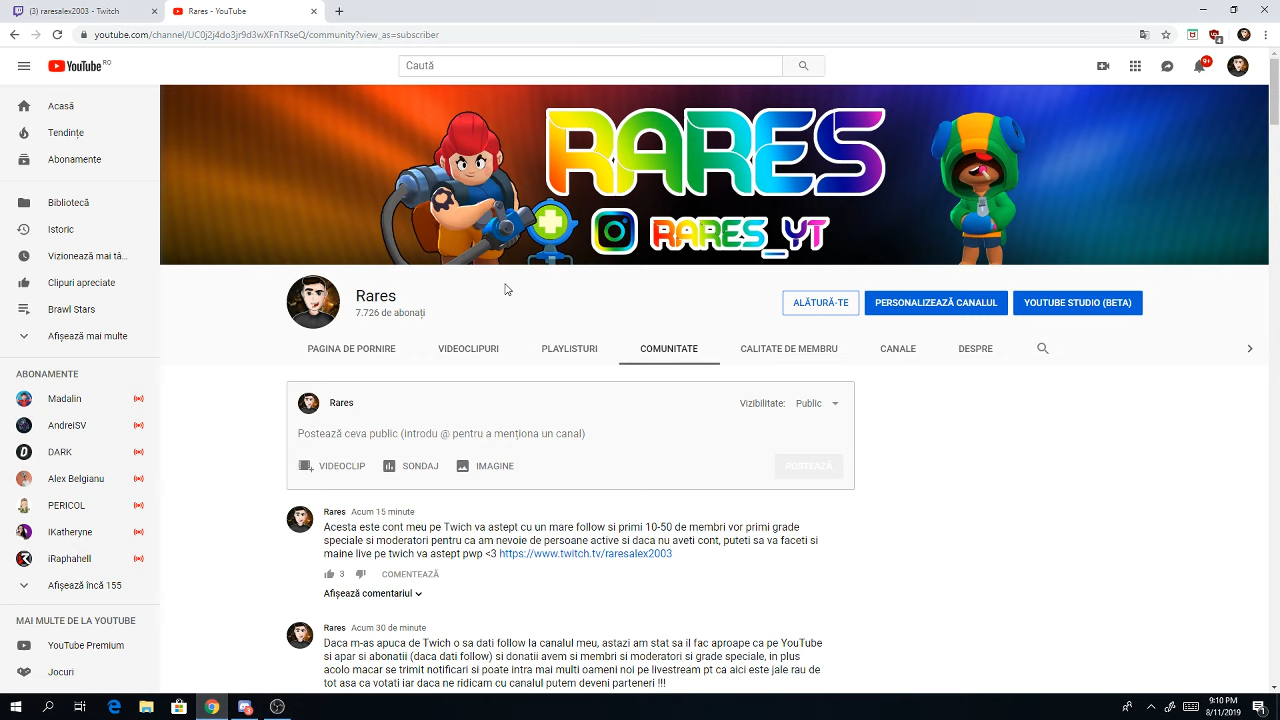 (3) raresalex2003 - Twitch
Rares - YouTube
youtube.com/channel/UC0j2j4do3jr9d3wXFnTRseQ/community?view_as=subscriber
YouTube RO
Caută
9+
Acasă
Tendințe
Abonamente
Bibliotecă
Istoric
Vizionează mai tâ...
Clipuri apreciate
Brawl Stars
Afișează mai multe
ABONAMENTE
Madalin
AndreiSV
DARK
Alex Belgianu
PERICOL
IKatheryne
iRaphahell
Afișează încă 155
MAI MULTE DE LA YOUTUBE
YouTube Premium
Jocuri
RARES
RARES_YT
Rares
7.726 de abonați
ALĂTURĂ-TE
PERSONALIZEAZĂ CANALUL
YOUTUBE STUDIO (BETA)
PAGINA DE PORNIRE
VIDEOCLIPURI
PLAYLISTURI
COMUNITATE
CALITATE DE MEMBRU
CANALE
DESPRE
Rares
Vizibilitate: Public
Postează ceva public (introdu @ pentru a menționa un canal)
VIDEOCLIP
SONDAJ
IMAGINE
POSTEAZĂ
Rares Acum 15 minute
Acesta este cont meu pe Twich va astept cu un mare follow si primi 10-50 de membri vor primi grade
speciale si moderatori pentru ca am nevoie de persoane active si daca nu aveti cont, puteti sa va faceti si
maine live pe twich va astept pwp <3 https://www.twitch.tv/raresalex2003
3
COMENTEAZĂ
Afișează comentariul
Rares Acum 30 de minute
Daca m-as apuca de Twich o sa dati follow la canalul meu, astazi am stat sa il fac aproape ca pe YouTube
si apar si abonatii (daca dati follow) si donatii avem si membri si moderatori si grade speciale, in plus
acolo macar se trimit notificari si pontru intra mai multi oameni noi pe livestream pt ca aici este jale rau de
tot asa ca votati iar daca ne ridicam cu canalul putem deveni parteneri !!!
9:10 PM
8/11/2019